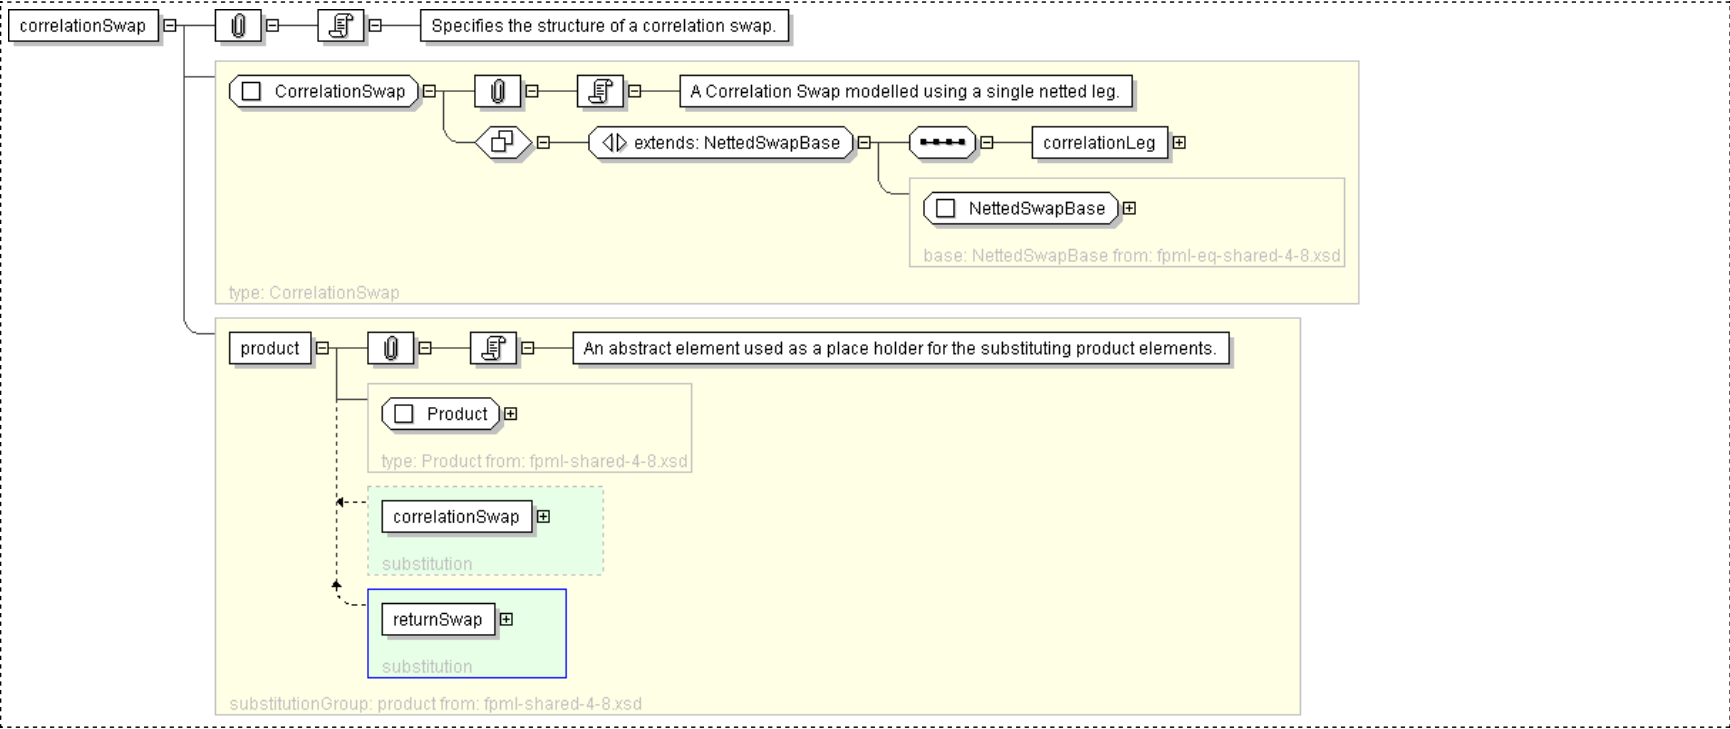 correlationSwap
Specifies the structure of a correlation swap.
CorrelationSwap
A Correlation Swap modelled using a single netted leg.
extends: NettedSwapBase
correlationLeg
NettedSwapBase
base: NettedSwapBase from: fpml-eq-shared-4-8.xsd
type: CorrelationSwap
product
An abstract element used as a place holder for the substituting product elements.
Product
type: Product from: fpml-shared-4-8.xsd
correlationSwap
substitution
returnSwap
substitution
substitutionGroup: product from: fpml-shared-4-8.xsd